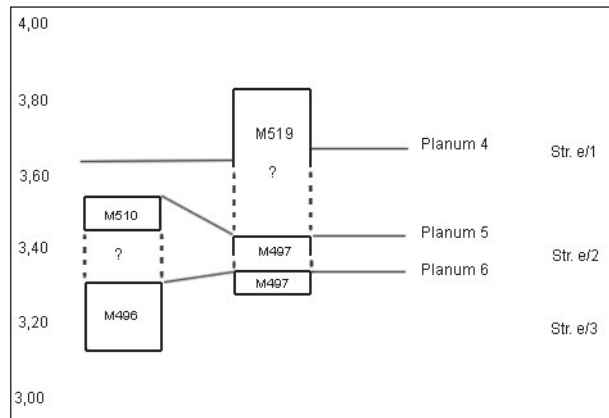 4,00
3,80
M519
Planum 4
Str. e/1
?
3,60
M510
Planum 5
3,40
?
M497
Str. e/2
Planum 6
M497
M496
3,20
Str. e/3
3,00